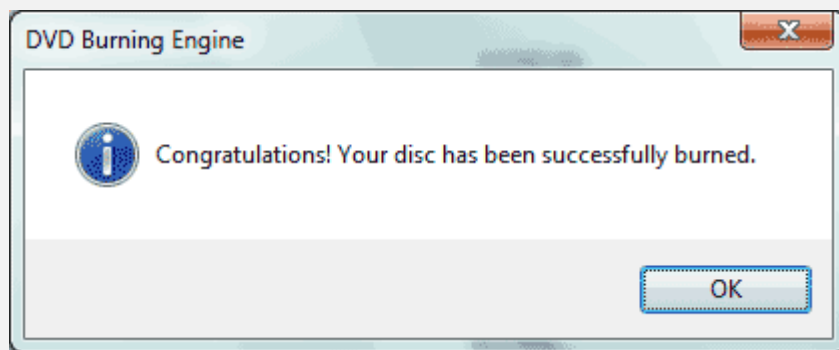 DVD Burning Engine
Congratulations! Your disc has been successfully burned.
OK